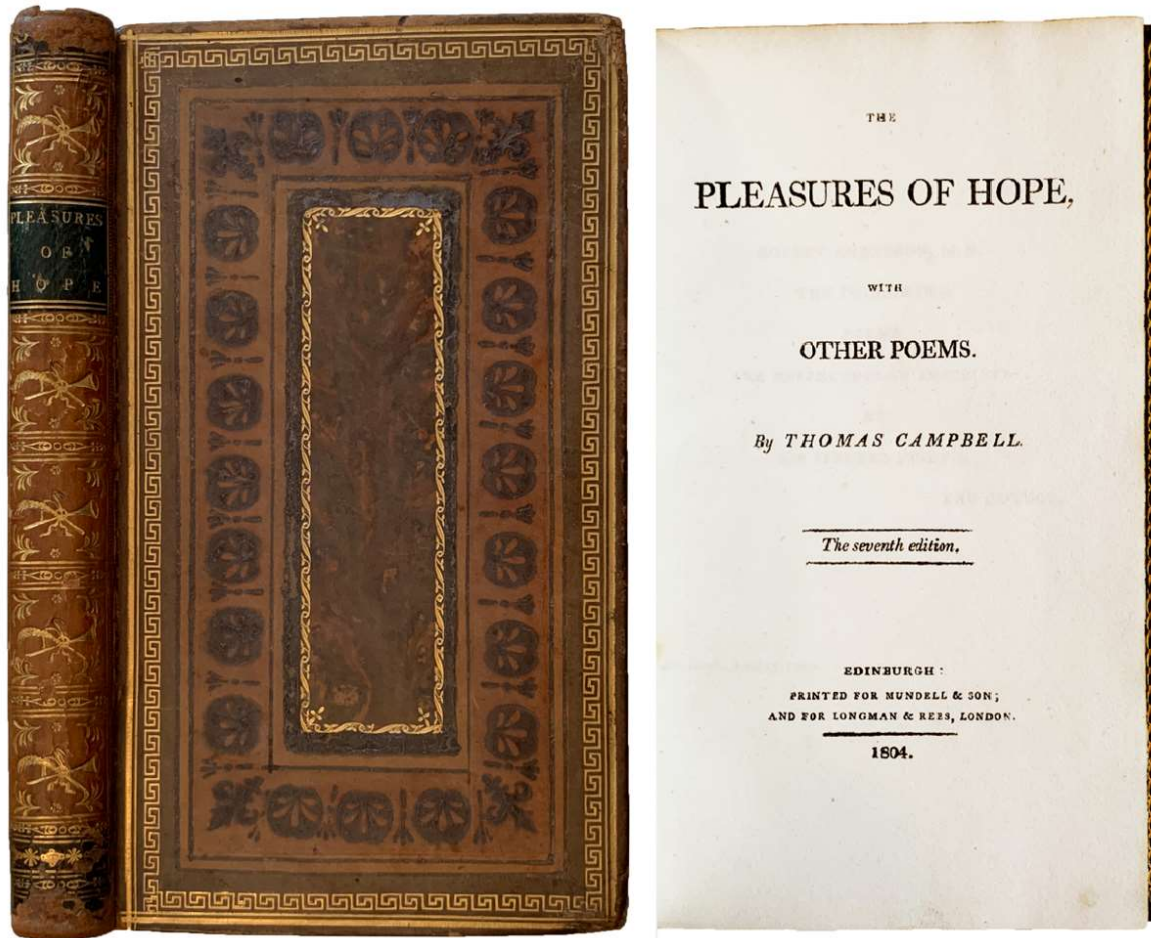 PLEASURES
OF
HOPE
THE
PLEASURES OF HOPE,
WITH
OTHER POEMS.
By THOMAS CAMPBELL.
The seventh edition.
EDINBURGH:
PRINTED FOR MUNDELL & SON;
AND FOR LONGMAN & REES, LONDON.
1804.